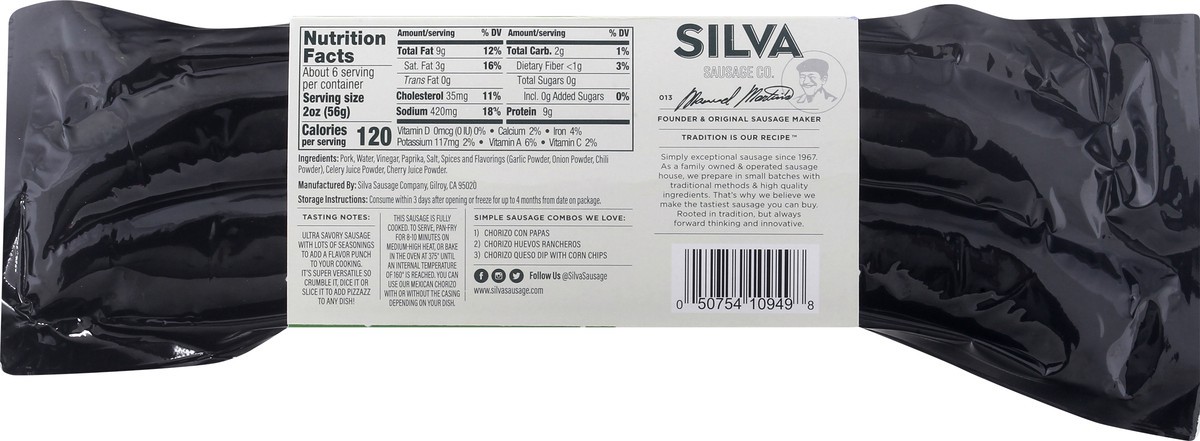 Nutrition
Facts
About 6 serving
per container
Serving size
2oz (56g)
Calories
per serving 120
Amount/serving % DV
Total Fat 9g 12%
Sat. Fat 3g 16%
Trans Fat 0g
Cholesterol 35mg 11%
Sodium 420mg 18%
Amount/serving % DV
Total Carb. 2g 1%
Dietary Fiber <1g 3%
Total Sugars 0g
Incl. 0g Added Sugars 0%
Protein 9g
Vitamin D 0mcg (0 IU) 0% • Calcium 2% • Iron 4%
Potassium 117mg 2% • Vitamin A 6% • Vitamin C 2%
Ingredients: Pork, Water, Vinegar, Paprika, Salt, Spices and Flavorings (Garlic Powder, Onion Powder, Chili
Powder), Celery Juice Powder, Cherry Juice Powder.
Manufactured By: Silva Sausage Company, Gilroy, CA 95020
Storage Instructions: Consume within 3 days after opening or freeze for up to 4 months from date on package.
TASTING NOTES:
ULTRA SAVORY SAUSAGE
WITH LOTS OF SEASONINGS
TO ADD A FLAVOR PUNCH
TO YOUR COOKING.
IT'S SUPER VERSATILE SO
CRUMBLE IT, DICE IT OR
SLICE IT TO ADD PIZZAZZ
TO ANY DISH!
THIS SAUSAGE IS FULLY
COOKED. TO SERVE, PAN-FRY
FOR 8-10 MINUTES ON
MEDIUM-HIGH HEAT, OR BAKE
IN THE OVEN AT 375° UNTIL
AN INTERNAL TEMPERATURE
OF 160° IS REACHED. YOU CAN
USE OUR MEXICAN CHORIZO
WITH OR WITHOUT THE CASING
DEPENDING ON YOUR DISH.
SIMPLE SAUSAGE COMBOS WE LOVE:
1) CHORIZO CON PAPAS
2) CHORIZO HUEVOS RANCHEROS
3) CHORIZO QUESO DIP WITH CORN CHIPS
Follow Us @SilvaSausage
www.silvasausage.com
SILVA
SAUSAGE CO.
013 Manuel Martins
FOUNDER & ORIGINAL SAUSAGE MAKER
TRADITION IS OUR RECIPE™
Simply exceptional sausage since 1967.
As a family owned & operated sausage
house, we prepare in small batches with
traditional methods & high quality
ingredients. That's why we believe we
make the tastiest sausage you can buy.
Rooted in tradition, but always
forward thinking and innovative.
0 50754 10949 8